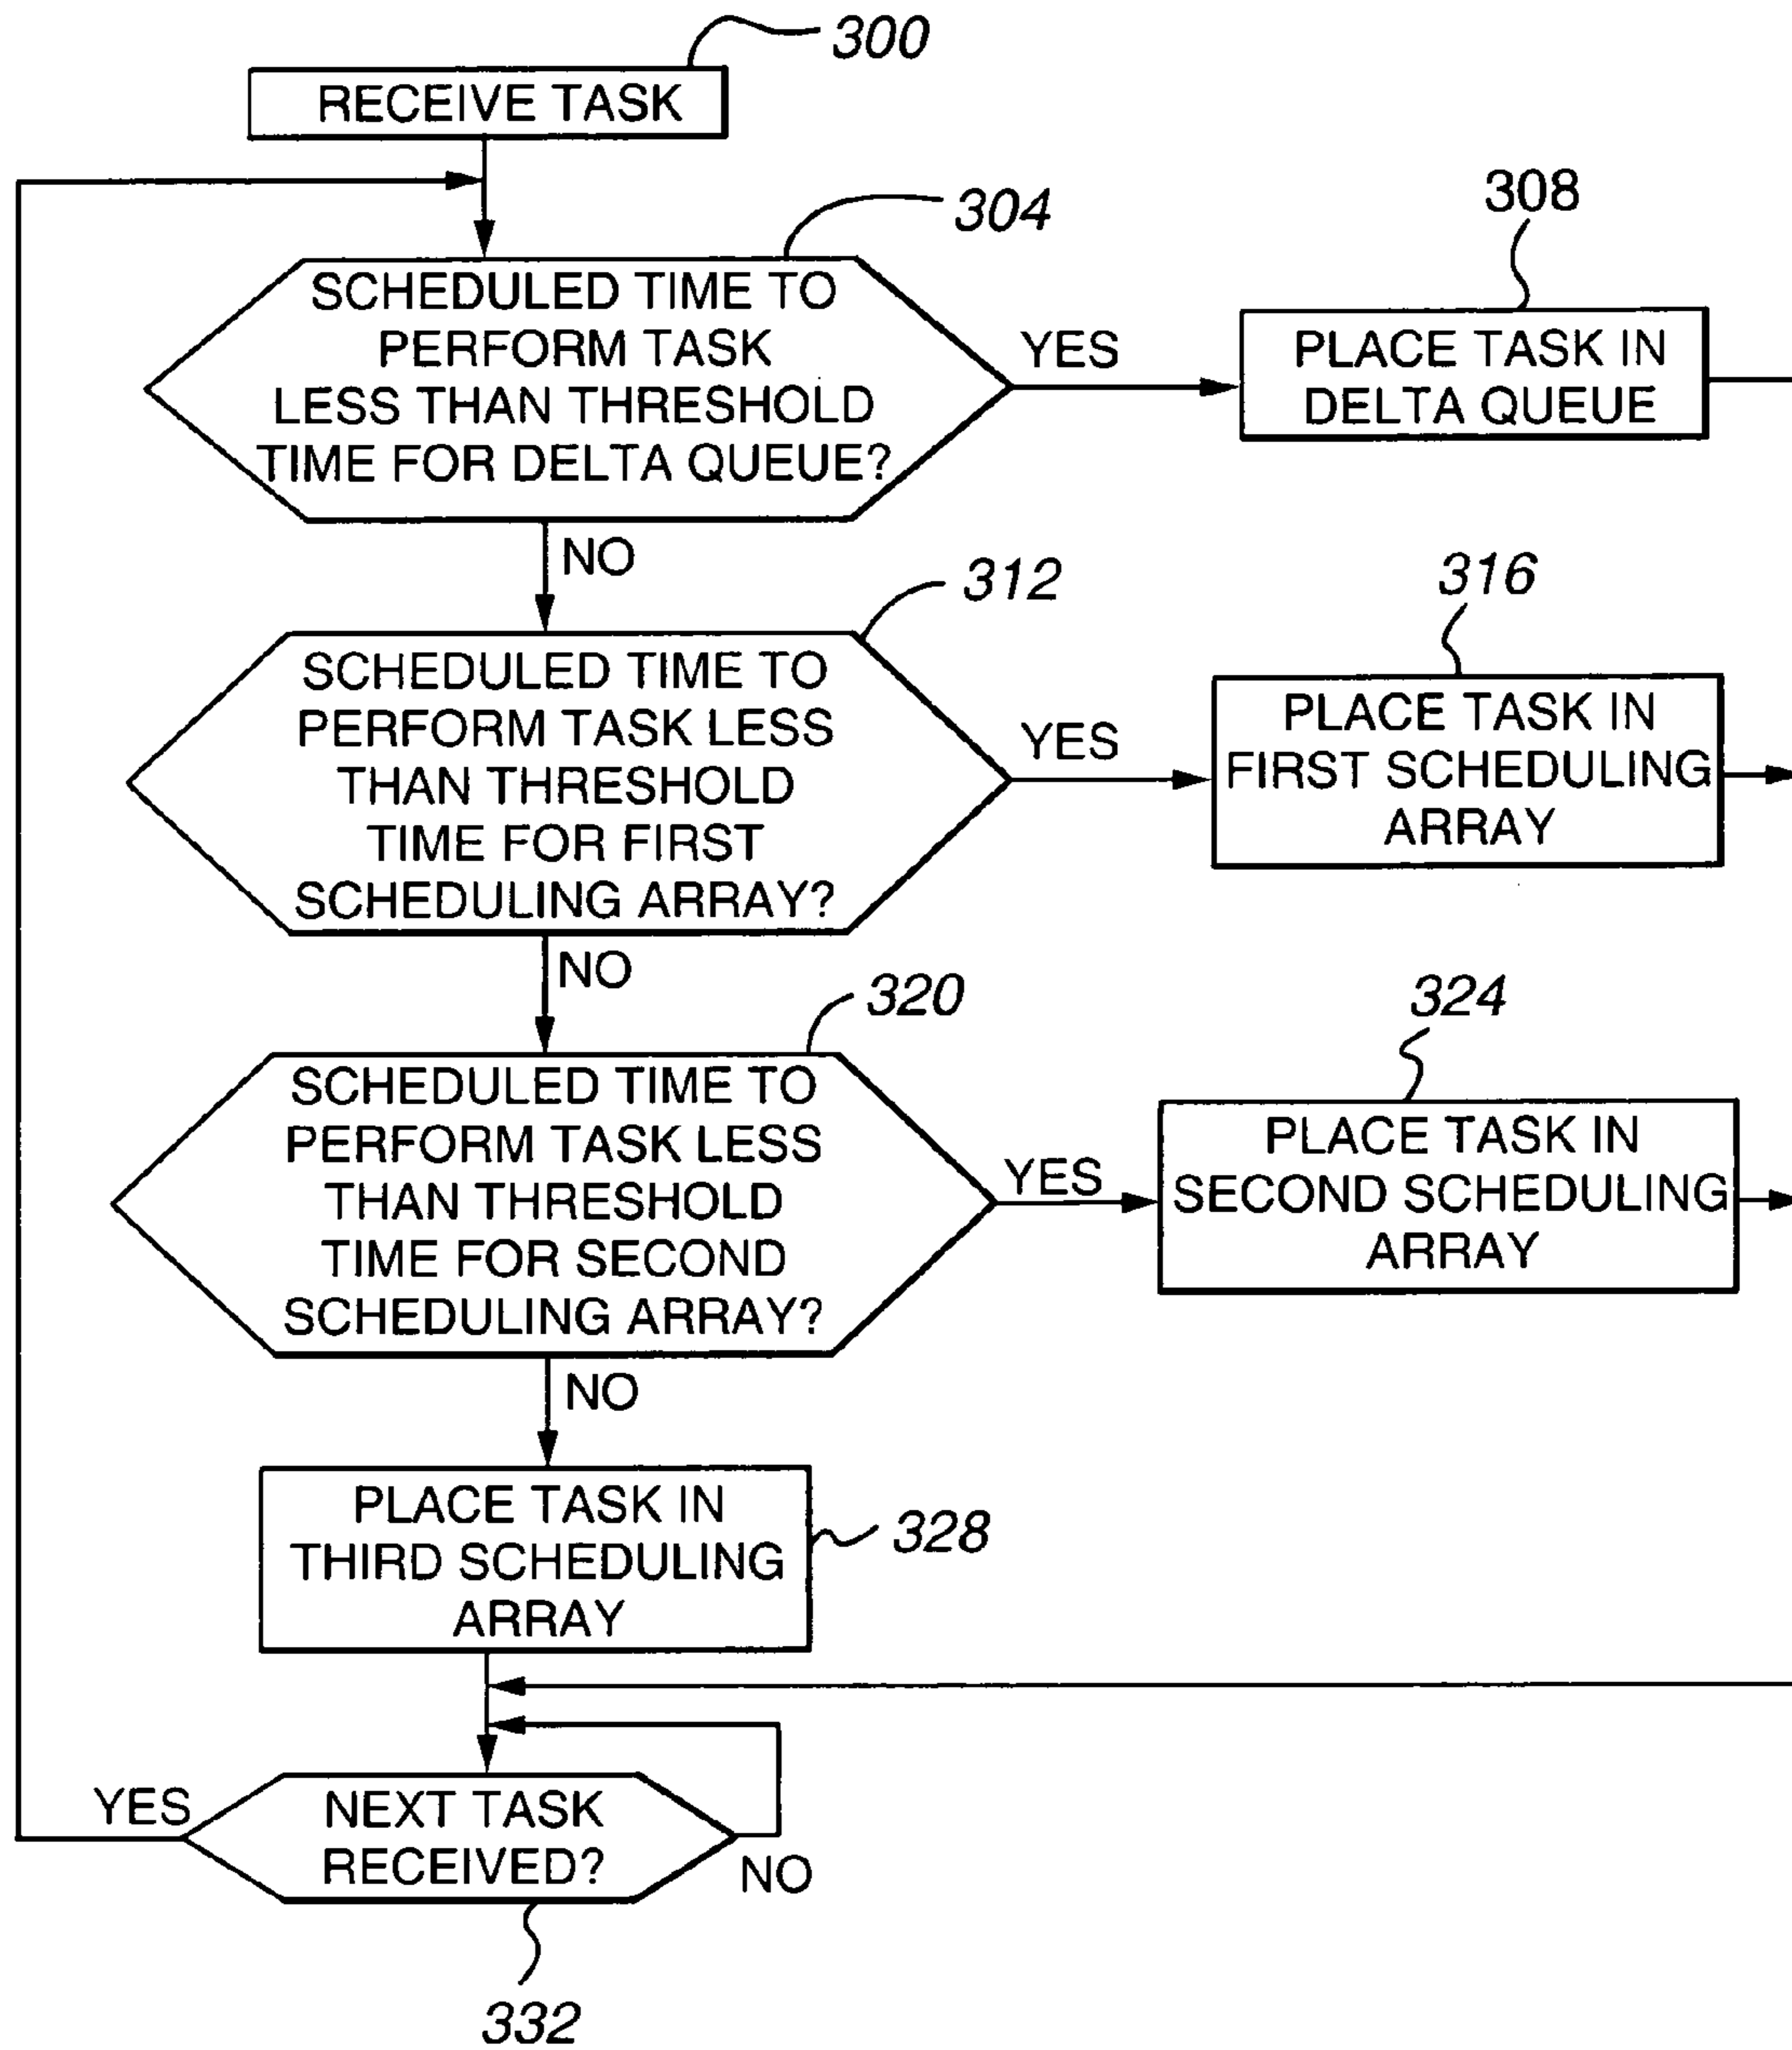 300
RECEIVE TASK
304
308
SCHEDULED TIME TO
PERFORM TASK
LESS THAN THRESHOLD
TIME FOR DELTA QUEUE?
YES
PLACE TASK IN
DELTA QUEUE
NO
312
316
SCHEDULED TIME TO
PERFORM TASK LESS
THAN THRESHOLD
TIME FOR FIRST
SCHEDULING ARRAY?
YES
PLACE TASK IN
FIRST SCHEDULING
ARRAY
NO
320
324
SCHEDULED TIME TO
PERFORM TASK LESS
THAN THRESHOLD
TIME FOR SECOND
SCHEDULING ARRAY?
YES
PLACE TASK IN
SECOND SCHEDULING
ARRAY
NO
PLACE TASK IN
THIRD SCHEDULING
ARRAY
328
YES
NEXT TASK
RECEIVED?
NO
332